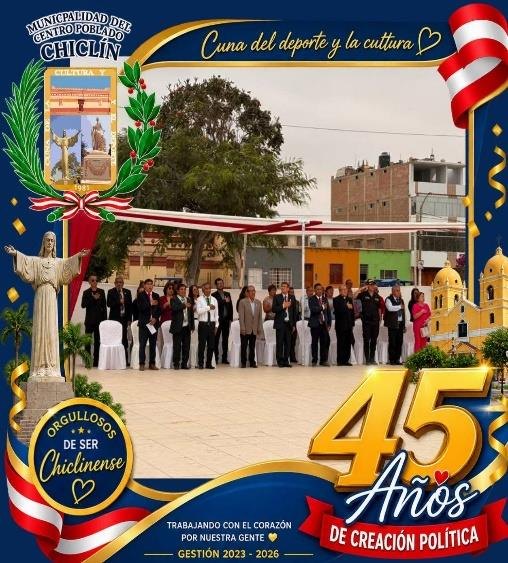 MUNICIPALIDAD DEL
CENTRO POBLADO
CHICLÍN
CULTURA Y
1981
Cuna del deporte y la cultura
ORGULLOSOS
DE SER
Chiclinense
45
Años
DE CREACIÓN POLÍTICA
TRABAJANDO CON EL CORAZÓN
POR NUESTRA GENTE
GESTIÓN 2023 - 2026